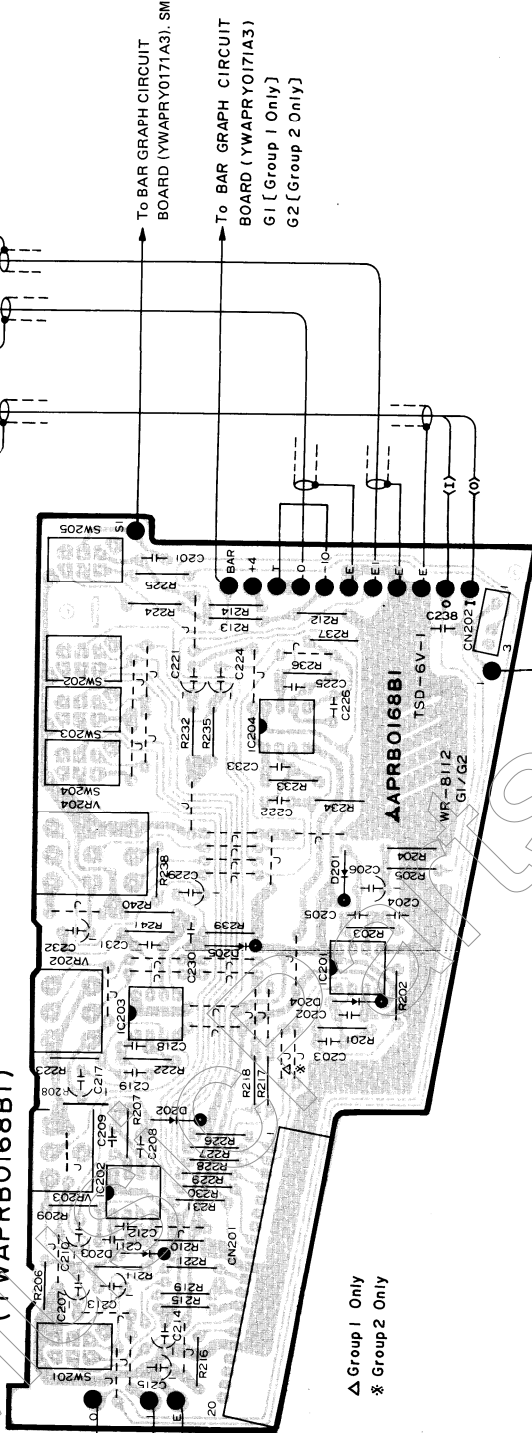 (YWAPRB0168B1)
To BAR GRAPH CIRCUIT
BOARD (YWAPRY0171A3). SM
To BAR GRAPH CIRCUIT
BOARD (YWAPRY0171A3)
G1 [Group 1 Only]
G2 [Group 2 Only]
SW205
S1
C201
R225
R224
BAR
+4
I
O
-10
E
E1
E
E
O
I
R214
R213
R212
R237
C238
CN202
1
3
⟨I⟩
⟨O⟩
SW202
SW203
SW204
VR204
C221
C224
R232
R235
IC204
R236
C225
C226
C233
R233
C222
R234
APRB0168B1
TSD-6V-1
WR-8112
G1/G2
R238
C229
R240
R241
C232
C231
C230
R239
D205
D201
C206
R204
R205
C204
C205
R203
IC201
D204
C202
R202
R201
C203
VR202
IC203
C218
R222
C219
R223
C217
R208
R218
R217
△
※
R207
D202
C209
C208
IC202
VR203
R209
R226
R227
R228
R229
R230
R231
CN201
C212
C211
D203
C210
R210
R211
R221
R219
R215
R206
C207
C213
C214
C215
R216
SW201
O
I
E
20
△ Group 1 Only
※ Group 2 Only